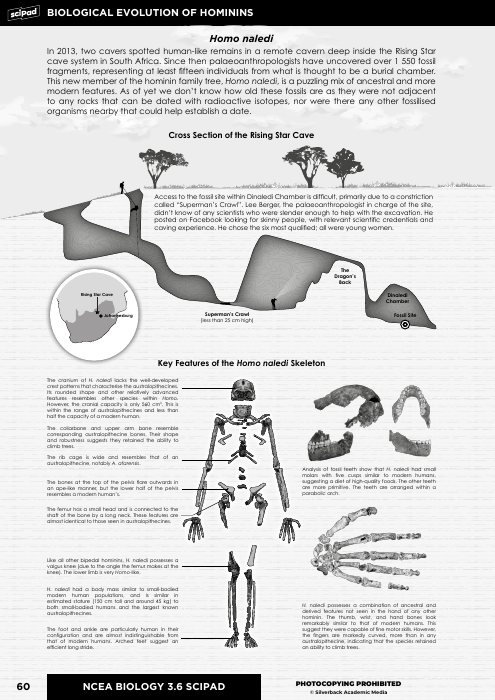 scipad BIOLOGICAL EVOLUTION OF HOMININS
Homo naledi
In 2013, two cavers spotted human-like remains in a remote cavern deep inside the Rising Star
cave system in South Africa. Since then palaeoanthropologists have uncovered over 1 550 fossil
fragments, representing at least fifteen individuals from what is thought to be a burial chamber.
This new member of the hominin family tree, Homo naledi, is a puzzling mix of ancestral and more
modern features. As of yet we don't know how old these fossils are as they were not adjacent
to any rocks that can be dated with radioactive isotopes, nor were there any other fossilised
organisms nearby that could help establish a date.
Cross Section of the Rising Star Cave
Access to the fossil site within Dinaledi Chamber is difficult, primarily due to a constriction
called "Superman's Crawl". Lee Berger, the palaeoanthropologist in charge of the site,
didn't know of any scientists who were slender enough to help with the excavation. He
posted on Facebook looking for skinny people, with relevant scientific credentials and
caving experience. He chose the six most qualified; all were young women.
The
Dragon's
Back
Dinaledi
Chamber
Fossil Site
Rising Star Cave
Johannesburg
Superman's Crawl
(less than 25 cm high)
Key Features of the Homo naledi Skeleton
The cranium of H. naledi lacks the well-developed
crest patterns that characterise the australopithecines.
Its rounded shape and other relatively advanced
features resembles other species within Homo.
However, the cranial capacity is only 560 cm³. This is
within the range of australopithecines and less than
half the capacity of a modern human.
The collarbone and upper arm bone resemble
corresponding australopithecine bones. Their shape
and robustness suggests they retained the ability to
climb trees.
The rib cage is wide and resembles that of an
australopithecine, notably A. afarensis.
The bones at the top of the pelvis flare outwards in
an ape-like manner, but the lower half of the pelvis
resembles a modern human's.
The femur has a small head and is connected to the
shaft of the bone by a long neck. These features are
almost identical to those seen in australopithecines.
Like all other bipedal hominins, H. naledi possesses a
valgus knee (due to the angle the femur makes at the
knee). The lower limb is very Homo-like.
H. naledi had a body mass similar to small-bodied
modern human populations, and is similar in
estimated stature (150 cm tall and around 45 kg) to
both small-bodied humans and the largest known
australopithecines.
The foot and ankle are particularly human in their
configuration and are almost indistinguishable from
that of modern humans. Arched feet suggest an
efficient long stride.
Analysis of fossil teeth show that H. naledi had small
molars with five cusps similar to modern humans,
suggesting a diet of high-quality foods. The other teeth
are more primitive. The teeth are arranged within a
parabolic arch.
H. naledi possesses a combination of ancestral and
derived features not seen in the hand of any other
hominin. The thumb, wrist, and hand bones look
remarkably similar to that of modern humans. This
suggest they were capable of fine motor skills. However,
the fingers are markedly curved, more than in any
australopithecine, indicating that the species retained
an ability to climb trees.
60 NCEA BIOLOGY 3.6 SCIPAD
PHOTOCOPYING PROHIBITED
© Silverback Academic Media